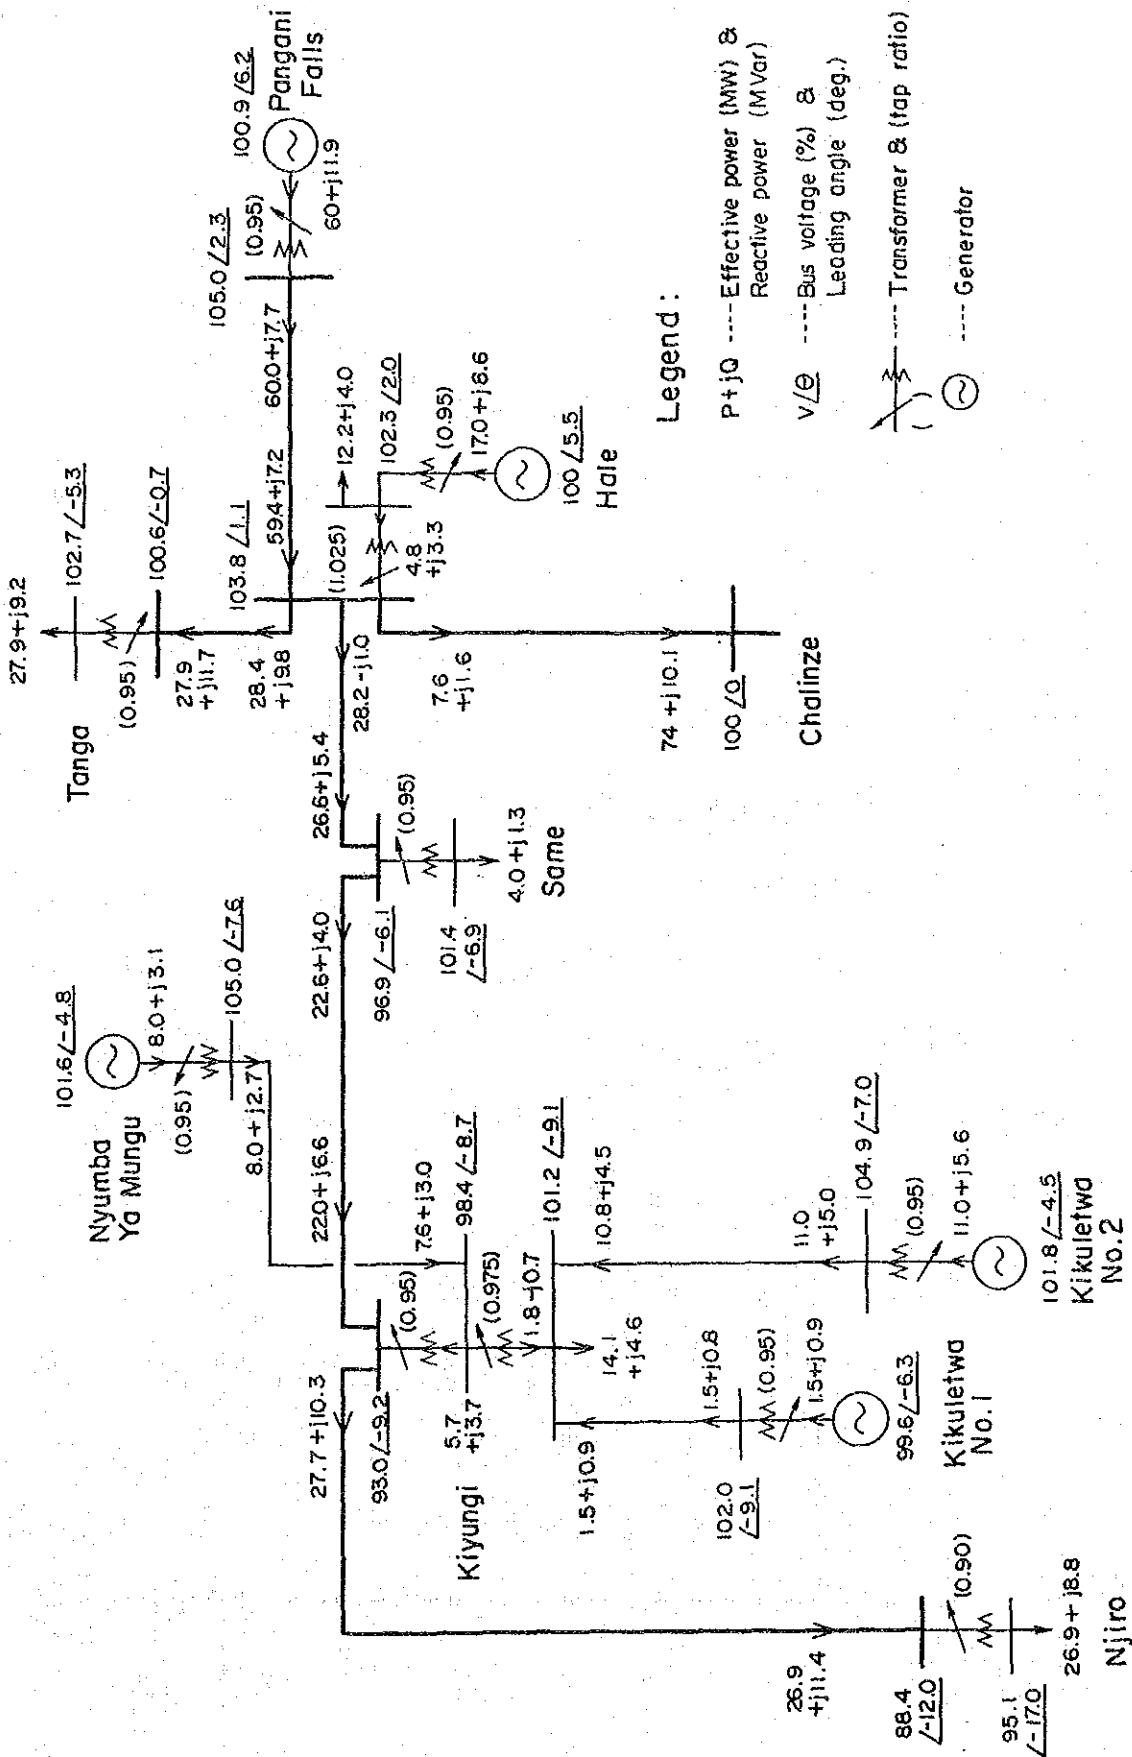 27.9+j9.2
102.7/-5.3
(0.95)
100.6/-0.7
Tanga
27.9
+j11.7
28.4
+j9.8
103.8/1.1
59.4+j7.2
60.0+j7.7
105.0/2.3
(0.95)
100.9/6.2
Pangani
Falls
60+j11.9
(1.025)
12.2+j4.0
4.8
+j3.3
102.3/2.0
(0.95)
17.0+j8.6
100/5.5
Hale
28.2-j1.0
7.6
+j1.6
74+j10.1
100/0
Chalinze
26.6+j5.4
(0.95)
4.0+j1.3
Same
22.6+j4.0
96.9/-6.1
101.4
/-6.9
101.6/-4.8
8.0+j3.1
Nyumba
Ya Mungu
(0.95)
105.0/-7.6
8.0+j2.7
22.0+j6.6
7.6+j3.0
98.4/-8.7
(0.95)
(0.975)
1.8-j0.7
101.2/-9.1
27.7+j10.3
93.0/-9.2
5.7
+j3.7
Kiyungi
14.1
+j4.6
10.8+j4.5
11.0
+j5.0
104.9/-7.0
(0.95)
11.0+j5.6
101.8/-4.5
Kikuletwa
No.2
1.5+j0.9
1.5+j0.8
102.0
/-9.1
(0.95)
1.5+j0.9
99.6/-6.3
Kikuletwa
No.1
26.9
+j11.4
88.4
/-12.0
(0.90)
95.1
/-17.0
26.9+j8.8
Njiro
Legend :
P+jQ ---- Effective power (MW) &
Reactive power (MVar)
V/θ ---- Bus voltage (%) &
Leading angle (deg.)
( ) ---- Transformer & (tap ratio)
~ ---- Generator